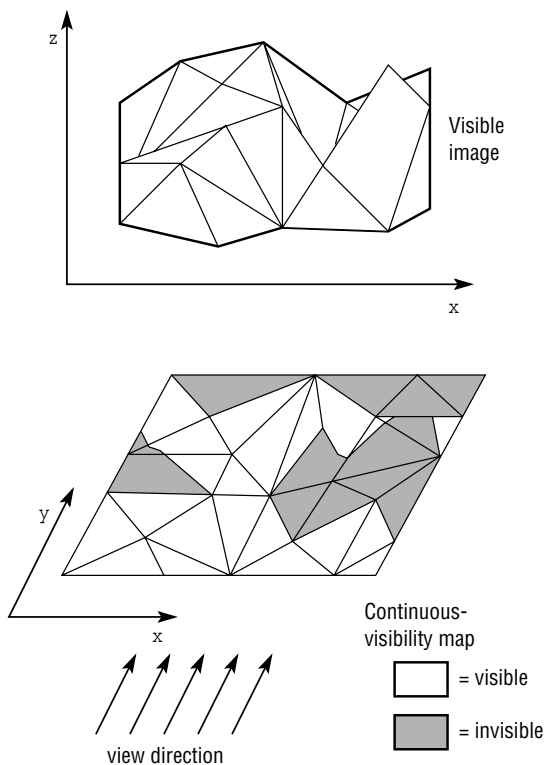 z
Visible
image
x
y
x
Continuous-
visibility map
= visible
= invisible
view direction